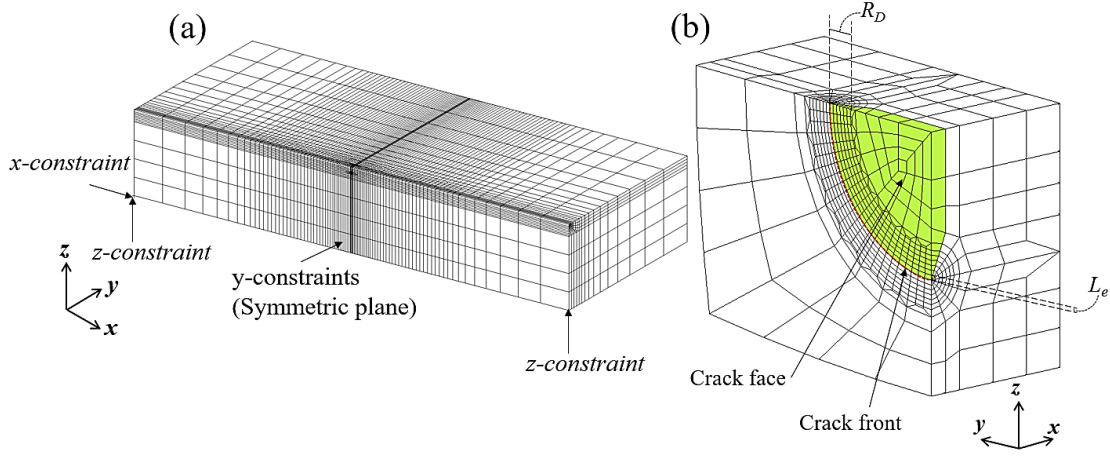 (a)
x-constraint
z-constraint
y-constraints
(Symmetric plane)
z-constraint
z
y
x
(b)
R_D
L_e
Crack face
Crack front
z
y
x